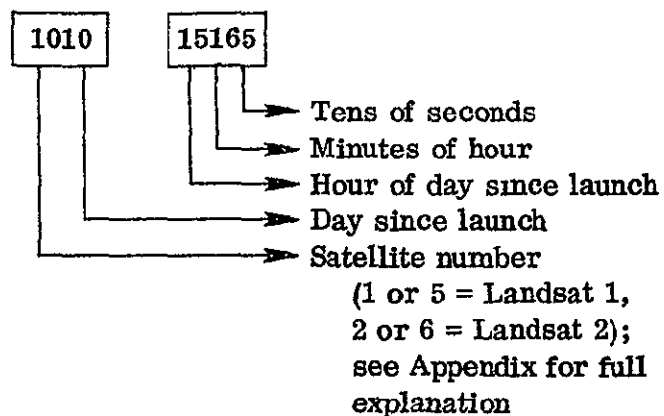 1010 15165
Tens of seconds
Minutes of hour
Hour of day since launch
Day since launch
Satellite number
(1 or 5 = Landsat 1,
2 or 6 = Landsat 2);
see Appendix for full
explanation